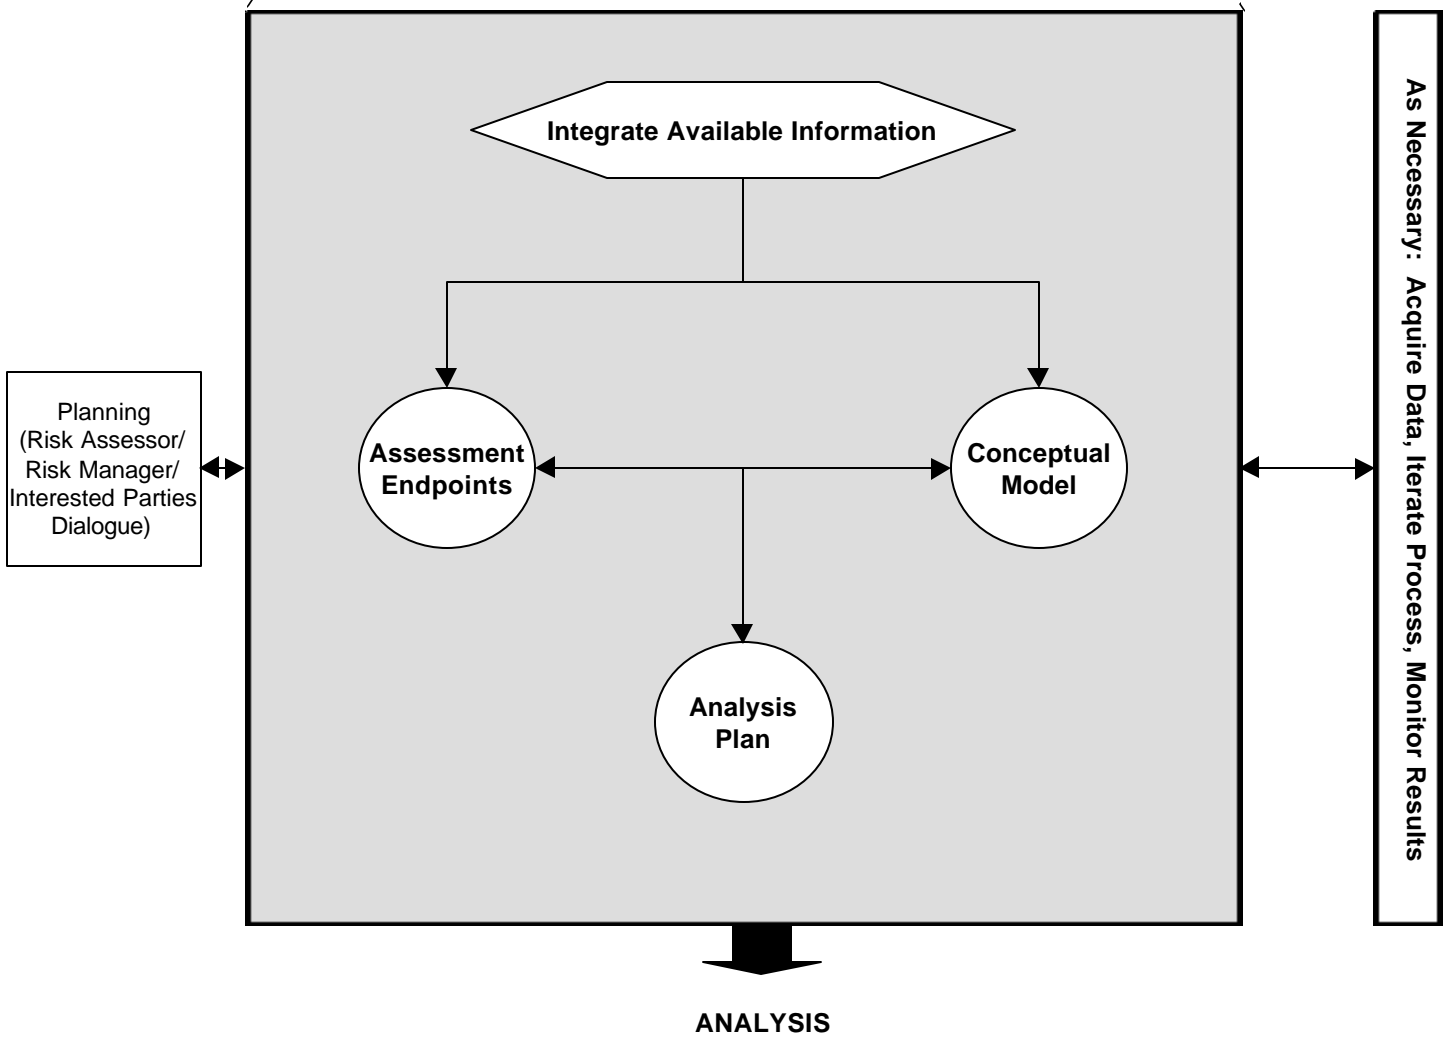 Integrate Available Information
Planning
(Risk Assessor/
Risk Manager/
Interested Parties
Dialogue)
Assessment
Endpoints
Conceptual
Model
Analysis
Plan
As Necessary: Acquire Data, Iterate Process, Monitor Results
ANALYSIS